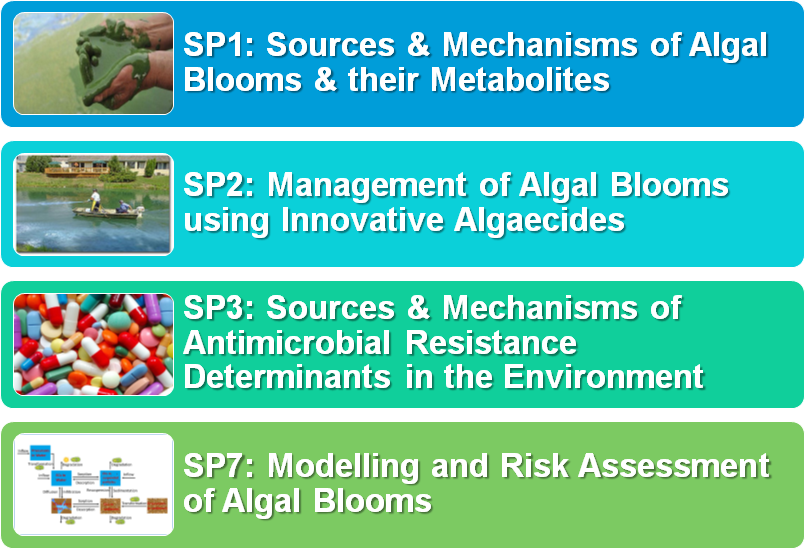 SP1: Sources & Mechanisms of Algal
Blooms & their Metabolites
SP2: Management of Algal Blooms
using Innovative Algaecides
SP3: Sources & Mechanisms of
Antimicrobial Resistance
Determinants in the Environment
SP7: Modelling and Risk Assessment
of Algal Blooms